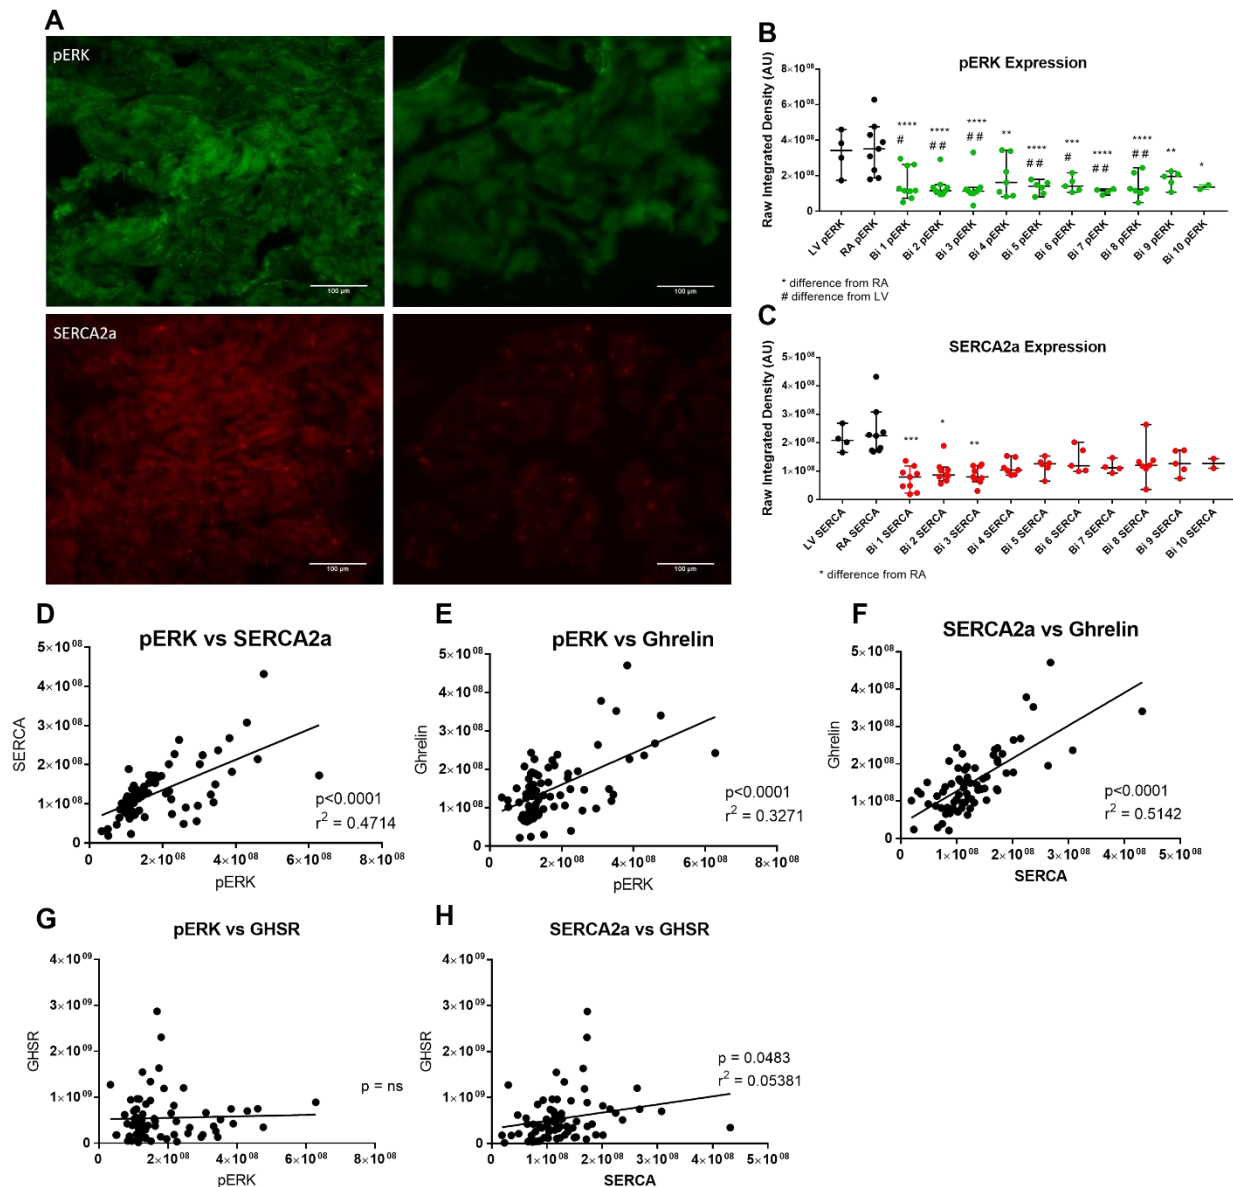 A
pERK
100 µm
100 µm
SERCA2a
100 µm
100 µm
B
pERK Expression
Raw Integrated Density (AU)
8×10⁰⁸
6×10⁰⁸
4×10⁰⁸
2×10⁰⁸
0
**** **** **** ** **** *** **** **** ** *
# ## ## ## # ## ##
LV pERK
RA pERK
Bi 1 pERK
Bi 2 pERK
Bi 3 pERK
Bi 4 pERK
Bi 5 pERK
Bi 6 pERK
Bi 7 pERK
Bi 8 pERK
Bi 9 pERK
Bi 10 pERK
* difference from RA
# difference from LV
C
SERCA2a Expression
Raw Integrated Density (AU)
5×10⁰⁸
4×10⁰⁸
3×10⁰⁸
2×10⁰⁸
1×10⁰⁸
0
*** * **
LV SERCA
RA SERCA
Bi 1 SERCA
Bi 2 SERCA
Bi 3 SERCA
Bi 4 SERCA
Bi 5 SERCA
Bi 6 SERCA
Bi 7 SERCA
Bi 8 SERCA
Bi 9 SERCA
Bi 10 SERCA
* difference from RA
D
pERK vs SERCA2a
SERCA
5×10⁰⁸
4×10⁰⁸
3×10⁰⁸
2×10⁰⁸
1×10⁰⁸
0
p<0.0001
r² = 0.4714
0 2×10⁰⁸ 4×10⁰⁸ 6×10⁰⁸ 8×10⁰⁸
pERK
E
pERK vs Ghrelin
Ghrelin
5×10⁰⁸
4×10⁰⁸
3×10⁰⁸
2×10⁰⁸
1×10⁰⁸
0
p<0.0001
r² = 0.3271
0 2×10⁰⁸ 4×10⁰⁸ 6×10⁰⁸ 8×10⁰⁸
pERK
F
SERCA2a vs Ghrelin
Ghrelin
5×10⁰⁸
4×10⁰⁸
3×10⁰⁸
2×10⁰⁸
1×10⁰⁸
0
p<0.0001
r² = 0.5142
0 1×10⁰⁸ 2×10⁰⁸ 3×10⁰⁸ 4×10⁰⁸ 5×10⁰⁸
SERCA
G
pERK vs GHSR
GHSR
4×10⁰⁹
3×10⁰⁹
2×10⁰⁹
1×10⁰⁹
0
p = ns
0 2×10⁰⁸ 4×10⁰⁸ 6×10⁰⁸ 8×10⁰⁸
pERK
H
SERCA2a vs GHSR
GHSR
4×10⁰⁹
3×10⁰⁹
2×10⁰⁹
1×10⁰⁹
0
p = 0.0483
r² = 0.05381
0 1×10⁰⁸ 2×10⁰⁸ 3×10⁰⁸ 4×10⁰⁸ 5×10⁰⁸
SERCA